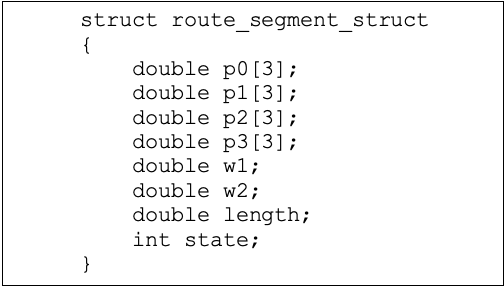 struct route_segment_struct
{
    double p0[3];
    double p1[3];
    double p2[3];
    double p3[3];
    double w1;
    double w2;
    double length;
    int state;
}